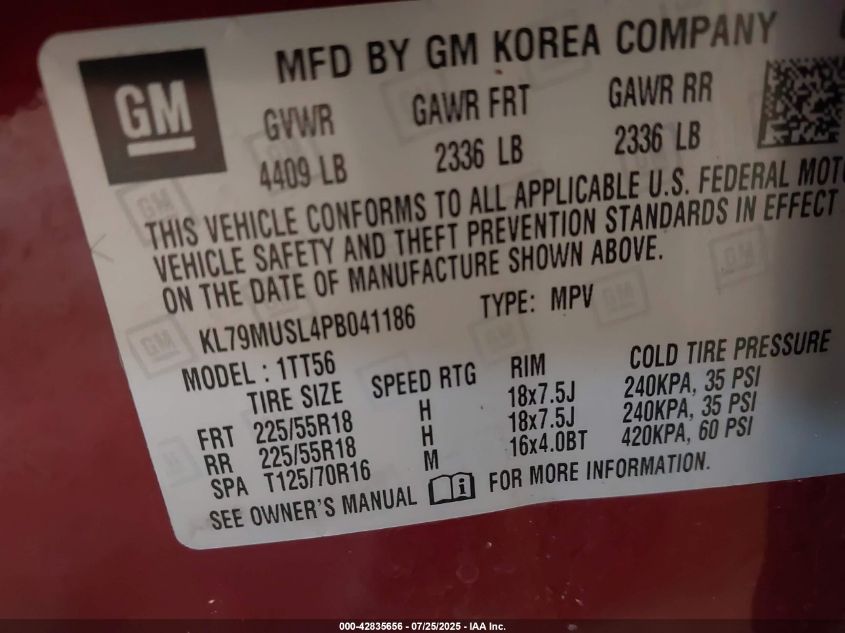 GM
MFD BY GM KOREA COMPANY
GVWR GAWR FRT GAWR RR
4409 LB 2336 LB 2336 LB
THIS VEHICLE CONFORMS TO ALL APPLICABLE U.S. FEDERAL MOT
VEHICLE SAFETY AND THEFT PREVENTION STANDARDS IN EFFECT
ON THE DATE OF MANUFACTURE SHOWN ABOVE.
KL79MUSL4PB041186 TYPE: MPV
MODEL : 1TT56
TIRE SIZE SPEED RTG RIM COLD TIRE PRESSURE
FRT 225/55R18 H 18x7.5J 240KPA, 35 PSI
RR 225/55R18 H 18x7.5J 240KPA, 35 PSI
SPA T125/70R16 M 16x4.0BT 420KPA, 60 PSI
SEE OWNER'S MANUAL FOR MORE INFORMATION.
000-42835656 - 07/25/2025 - IAA Inc.